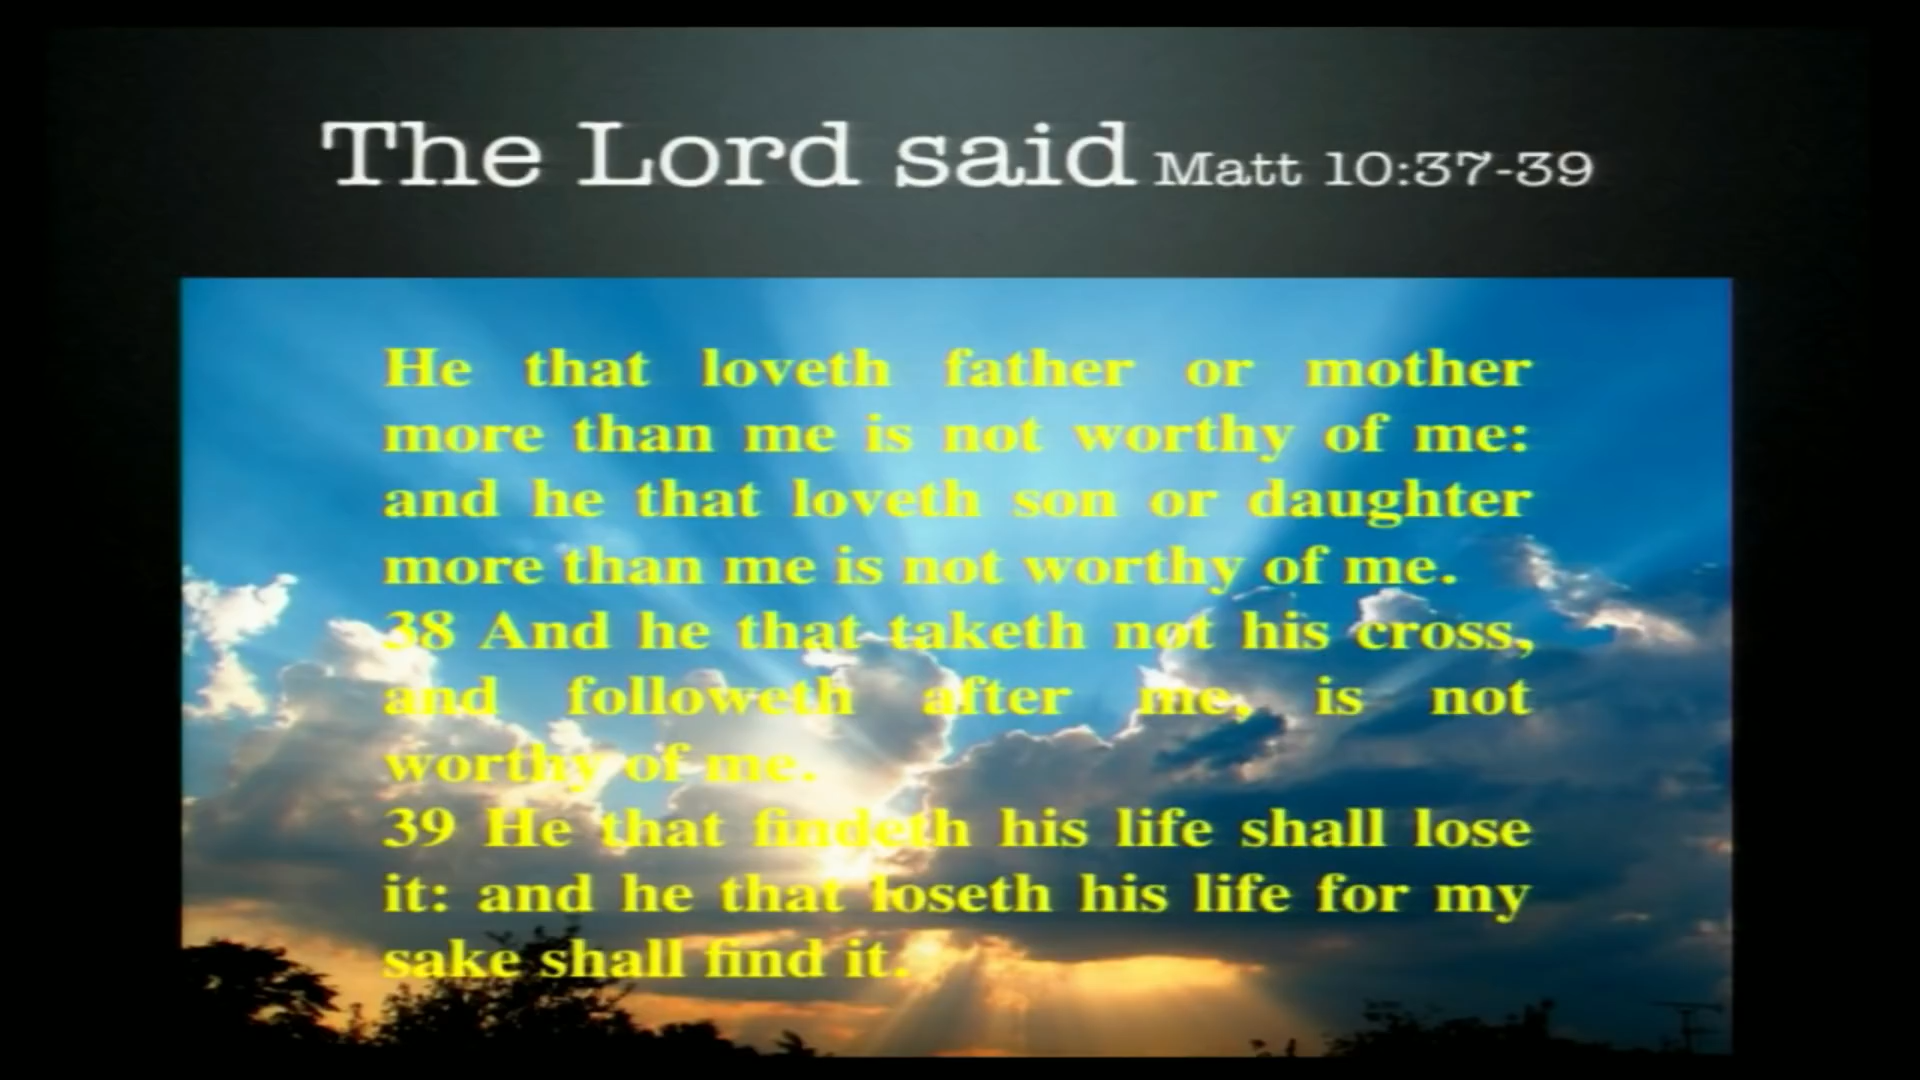 The Lord said Matt 10:37-39
He that loveth father or mother
more than me is not worthy of me:
and he that loveth son or daughter
more than me is not worthy of me.
38 And he that taketh not his cross,
and followeth after me, is not
worthy of me.
39 He that findeth his life shall lose
it: and he that loseth his life for my
sake shall find it.